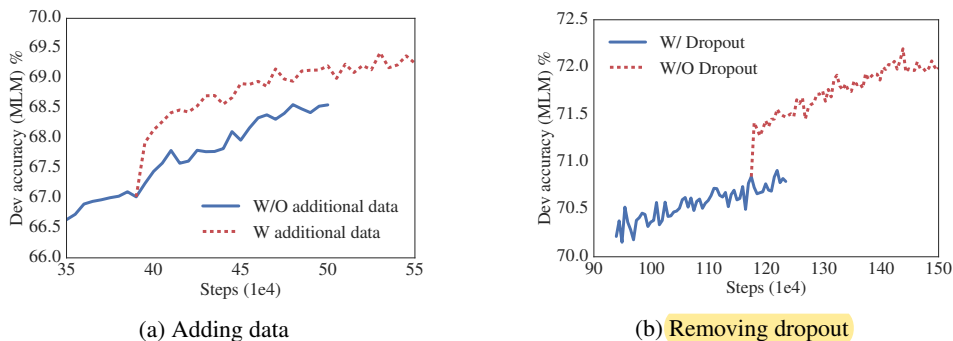 70.0
69.5
69.0
68.5
68.0
67.5
67.0
66.5
66.0
Dev accuracy (MLM) %
W/O additional data
W additional data
35 40 45 50 55
Steps (1e4)
(a) Adding data
72.5
72.0
71.5
71.0
70.5
70.0
Dev accuracy (MLM) %
W/ Dropout
W/O Dropout
90 100 110 120 130 140 150
Steps (1e4)
(b) Removing dropout